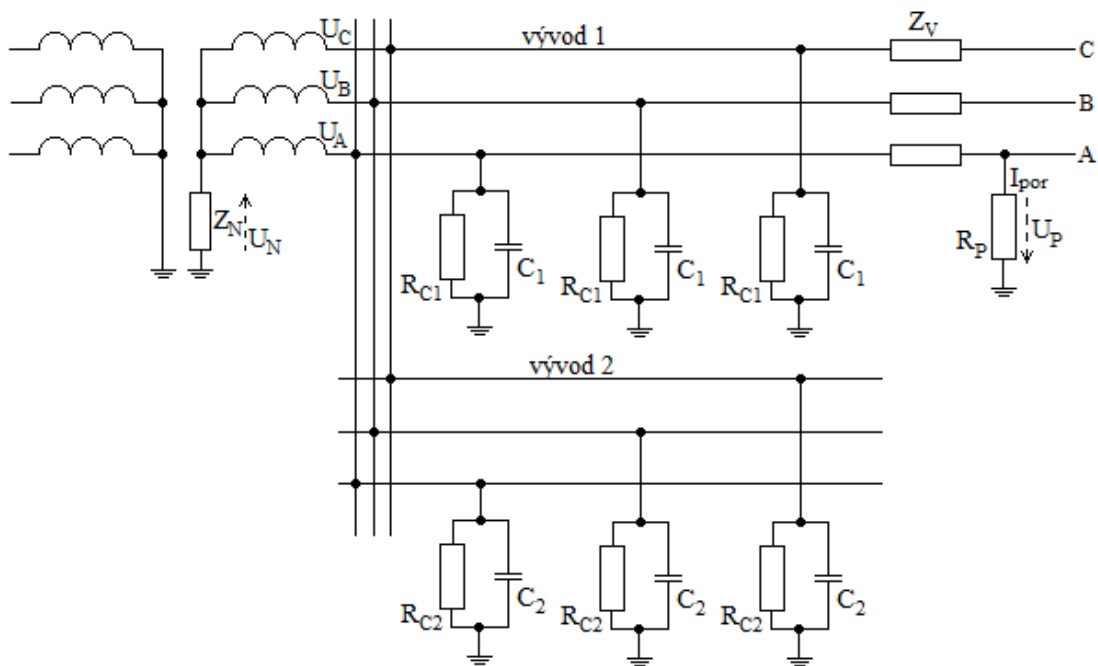 U_C vývod 1 Z_V C
U_B B
U_A A
Z_N U_N I_por
R_P U_P
R_C1 C_1 R_C1 C_1 R_C1 C_1
vývod 2
R_C2 C_2 R_C2 C_2 R_C2 C_2